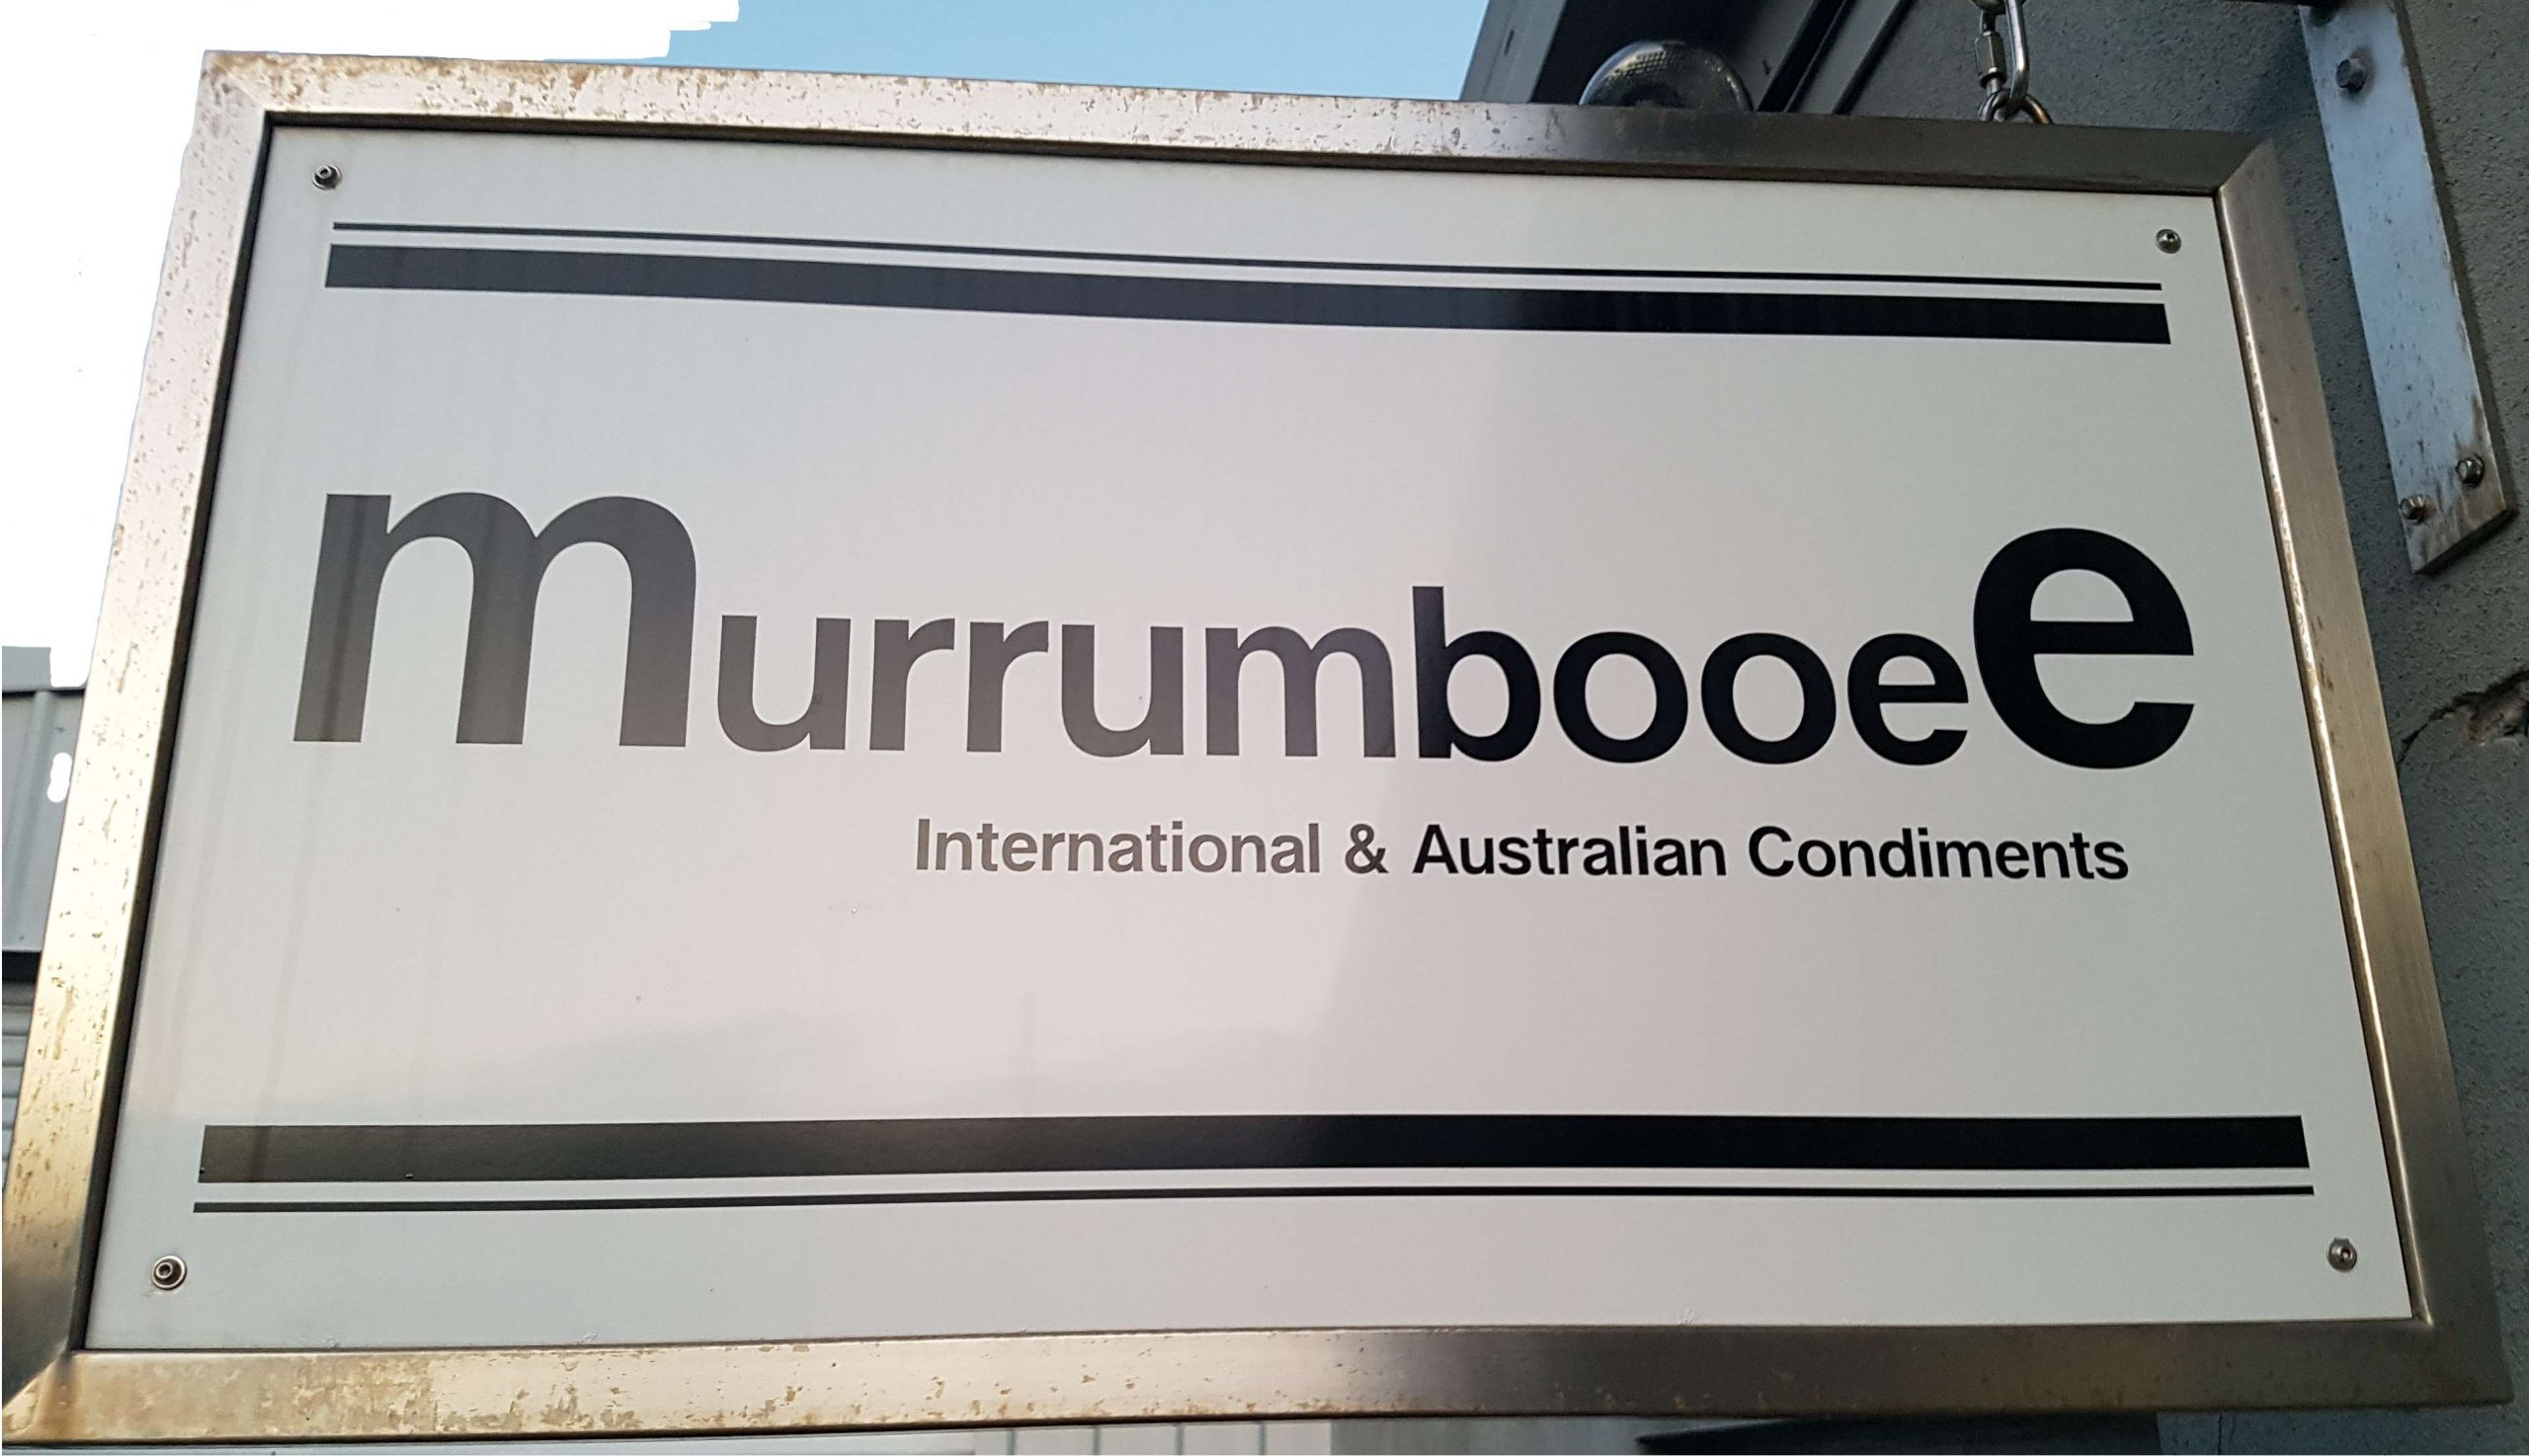 murrumbooee
International & Australian Condiments